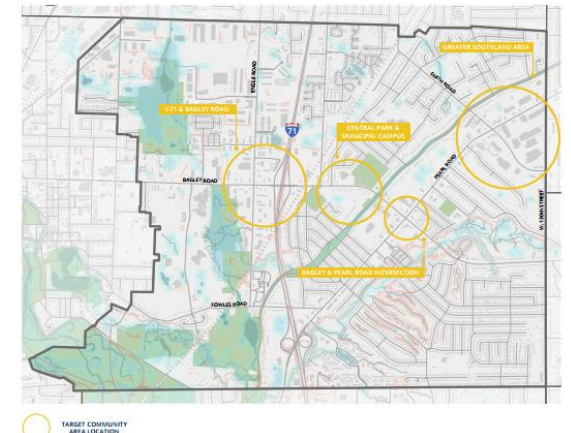 GREATER SOUTHLAND AREA
SMITH ROAD
ENGLE ROAD
I-71 & BAGLEY ROAD
71
CENTRAL PARK &
MUNICIPAL CAMPUS
PEARL ROAD
BAGLEY ROAD
W. 130TH STREET
BAGLEY & PEARL ROAD INTERSECTION
FOWLES ROAD
TARGET COMMUNITY
AREA LOCATION